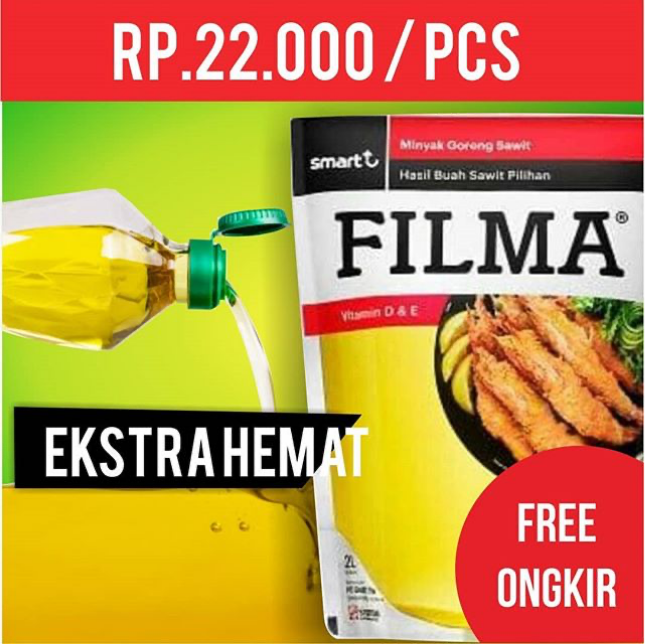 RP.22.000 / PCS
smart
Minyak Goreng Sawit
Hasil Buah Sawit Pilihan
FILMA®
Vitamin D & E
EKSTRA HEMAT
FREE
ONGKIR
2L